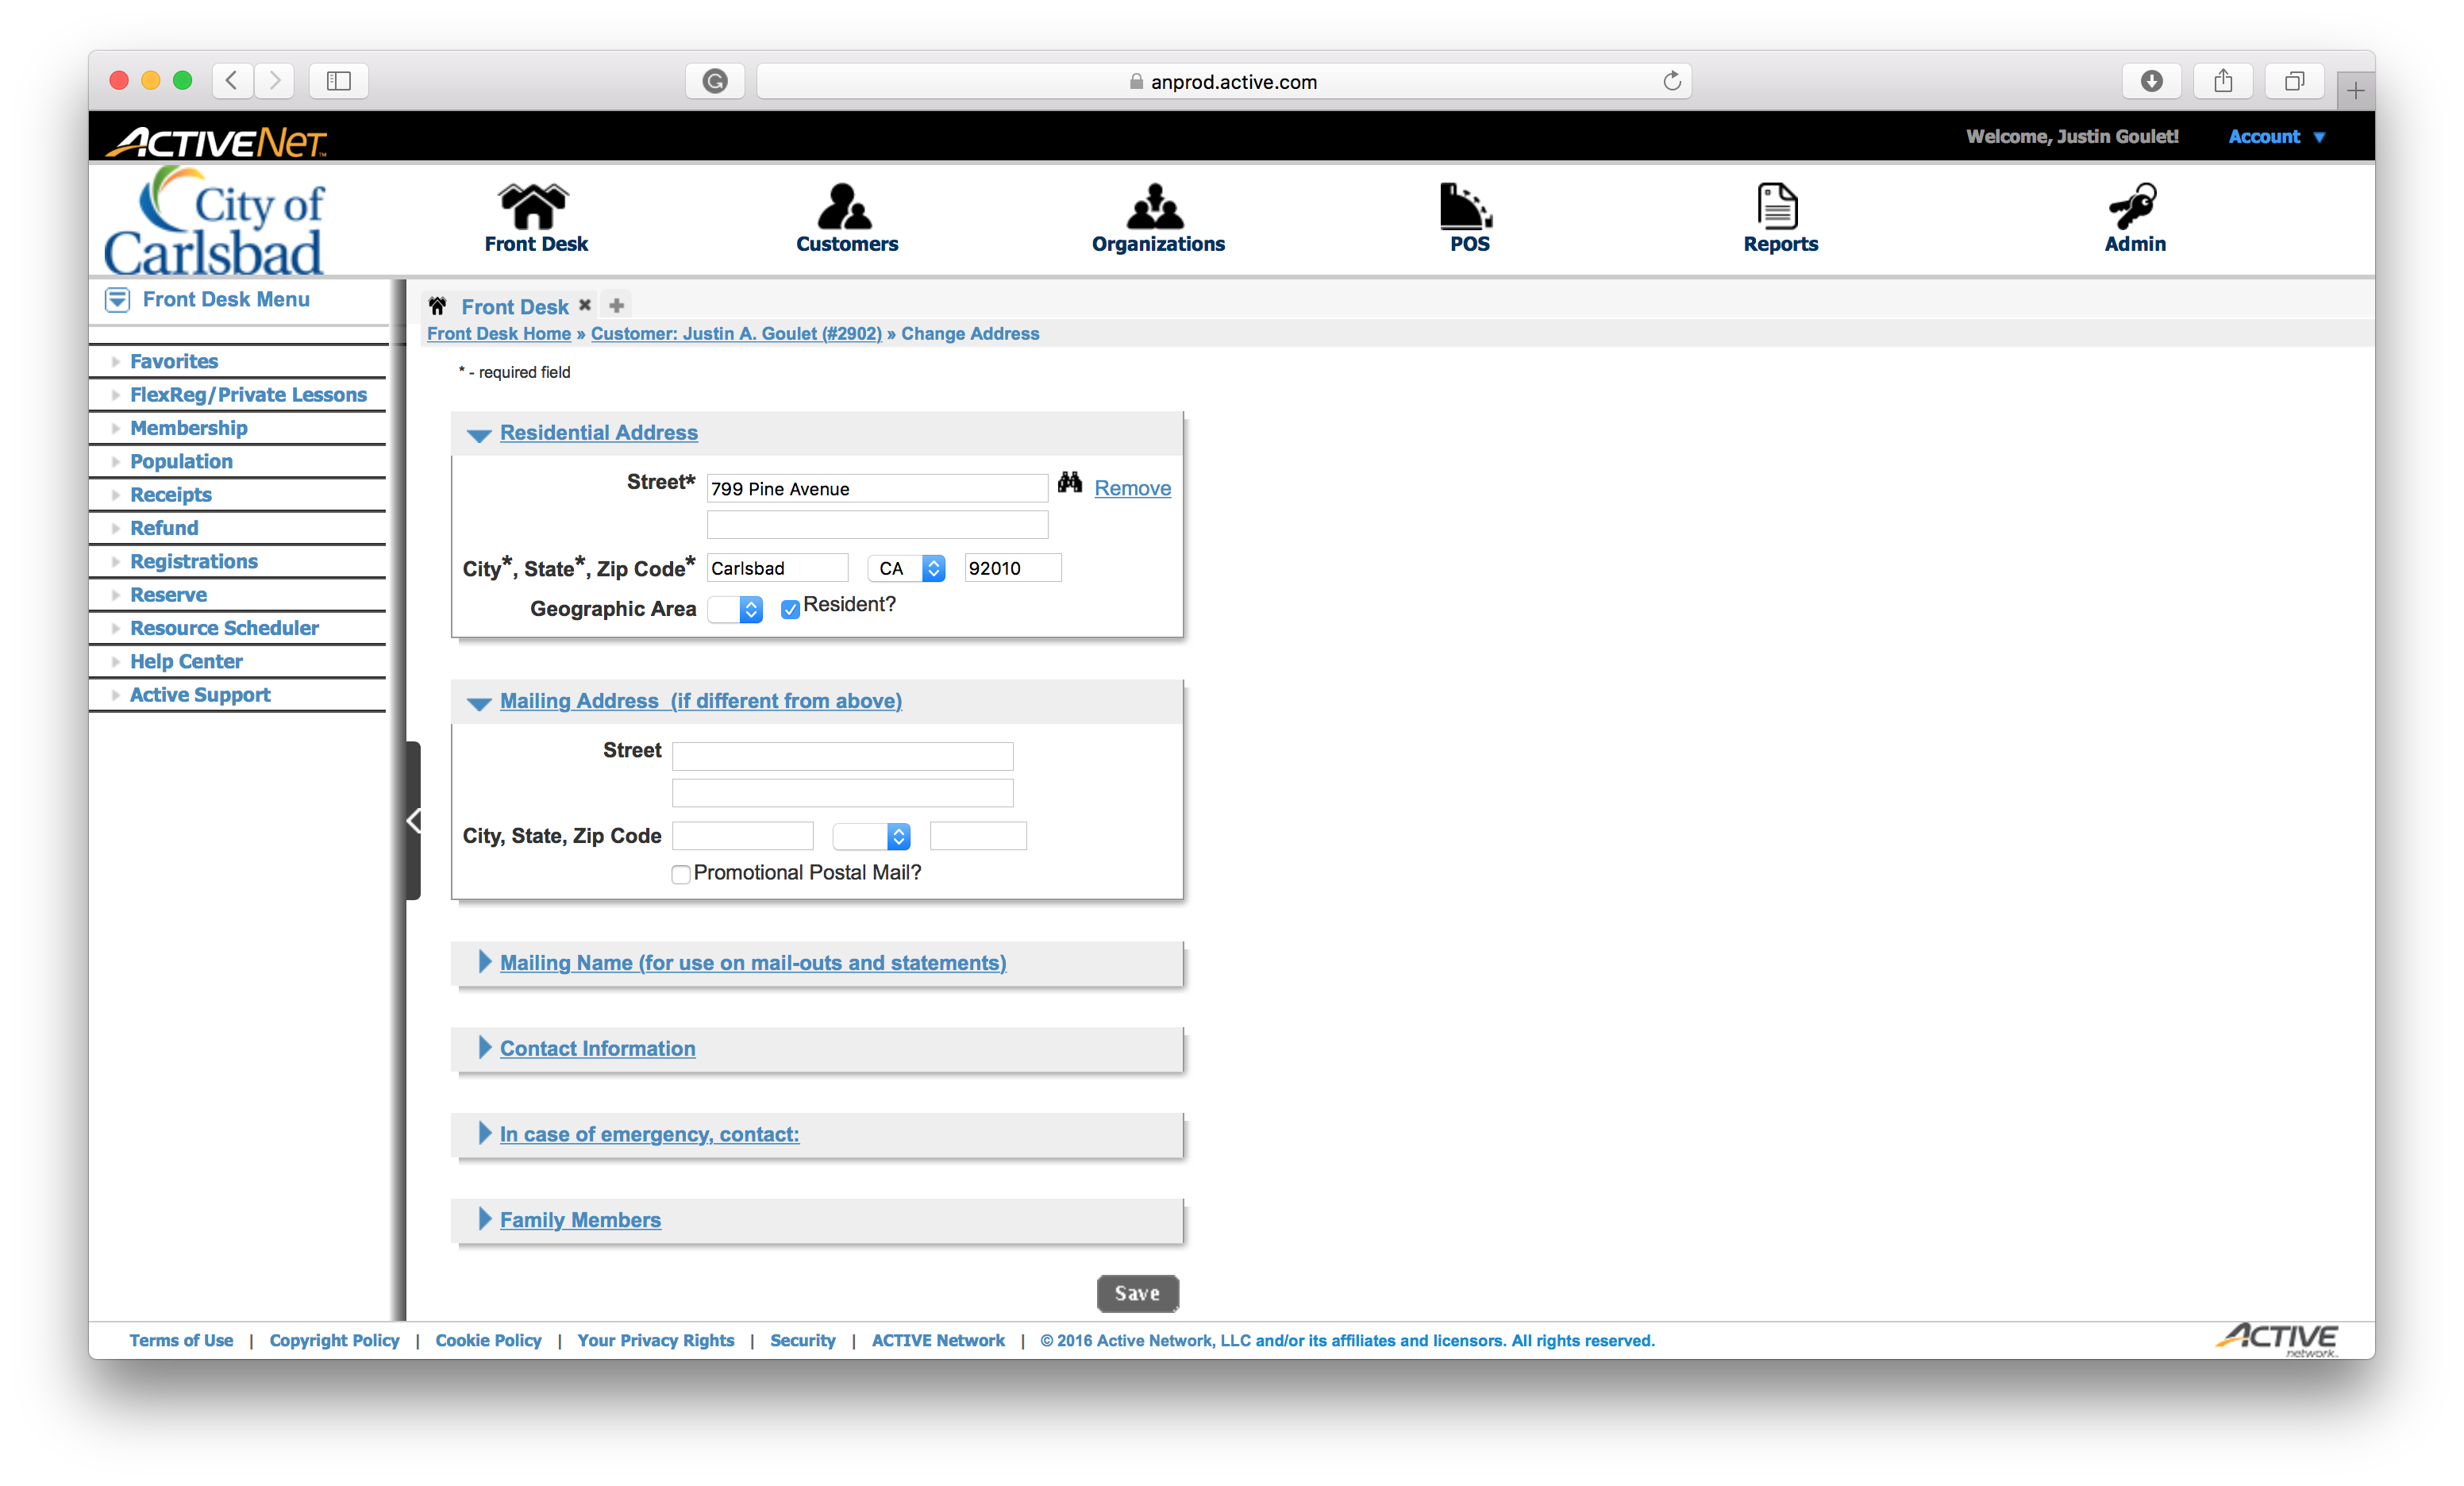 anprod.active.com
ACTIVENET™
Welcome, Justin Goulet!
Account
City of
Carlsbad
Front Desk
Customers
Organizations
POS
Reports
Admin
Front Desk Menu
Favorites
FlexReg/Private Lessons
Membership
Population
Receipts
Refund
Registrations
Reserve
Resource Scheduler
Help Center
Active Support
Front Desk
Front Desk Home » Customer: Justin A. Goulet (#2902) » Change Address
* - required field
Residential Address
Street* 799 Pine Avenue Remove
City*, State*, Zip Code* Carlsbad CA 92010
Geographic Area Resident?
Mailing Address (if different from above)
Street
City, State, Zip Code
Promotional Postal Mail?
Mailing Name (for use on mail-outs and statements)
Contact Information
In case of emergency, contact:
Family Members
Save
Terms of Use | Copyright Policy | Cookie Policy | Your Privacy Rights | Security | ACTIVE Network | © 2016 Active Network, LLC and/or its affiliates and licensors. All rights reserved.
ACTIVE
network™